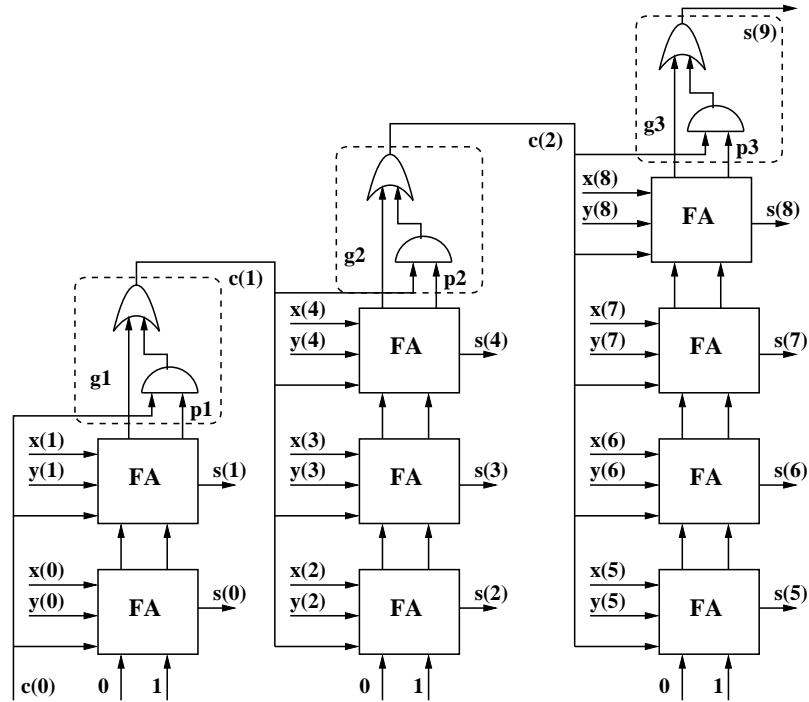 s(9)
g3
p3
c(2)
x(8)
y(8)
FA
s(8)
g2
p2
c(1)
x(4)
y(4)
FA
s(4)
x(7)
y(7)
FA
s(7)
g1
p1
x(1)
y(1)
FA
s(1)
x(3)
y(3)
FA
s(3)
x(6)
y(6)
FA
s(6)
x(0)
y(0)
FA
s(0)
x(2)
y(2)
FA
s(2)
x(5)
y(5)
FA
s(5)
c(0)
0
1
0
1
0
1